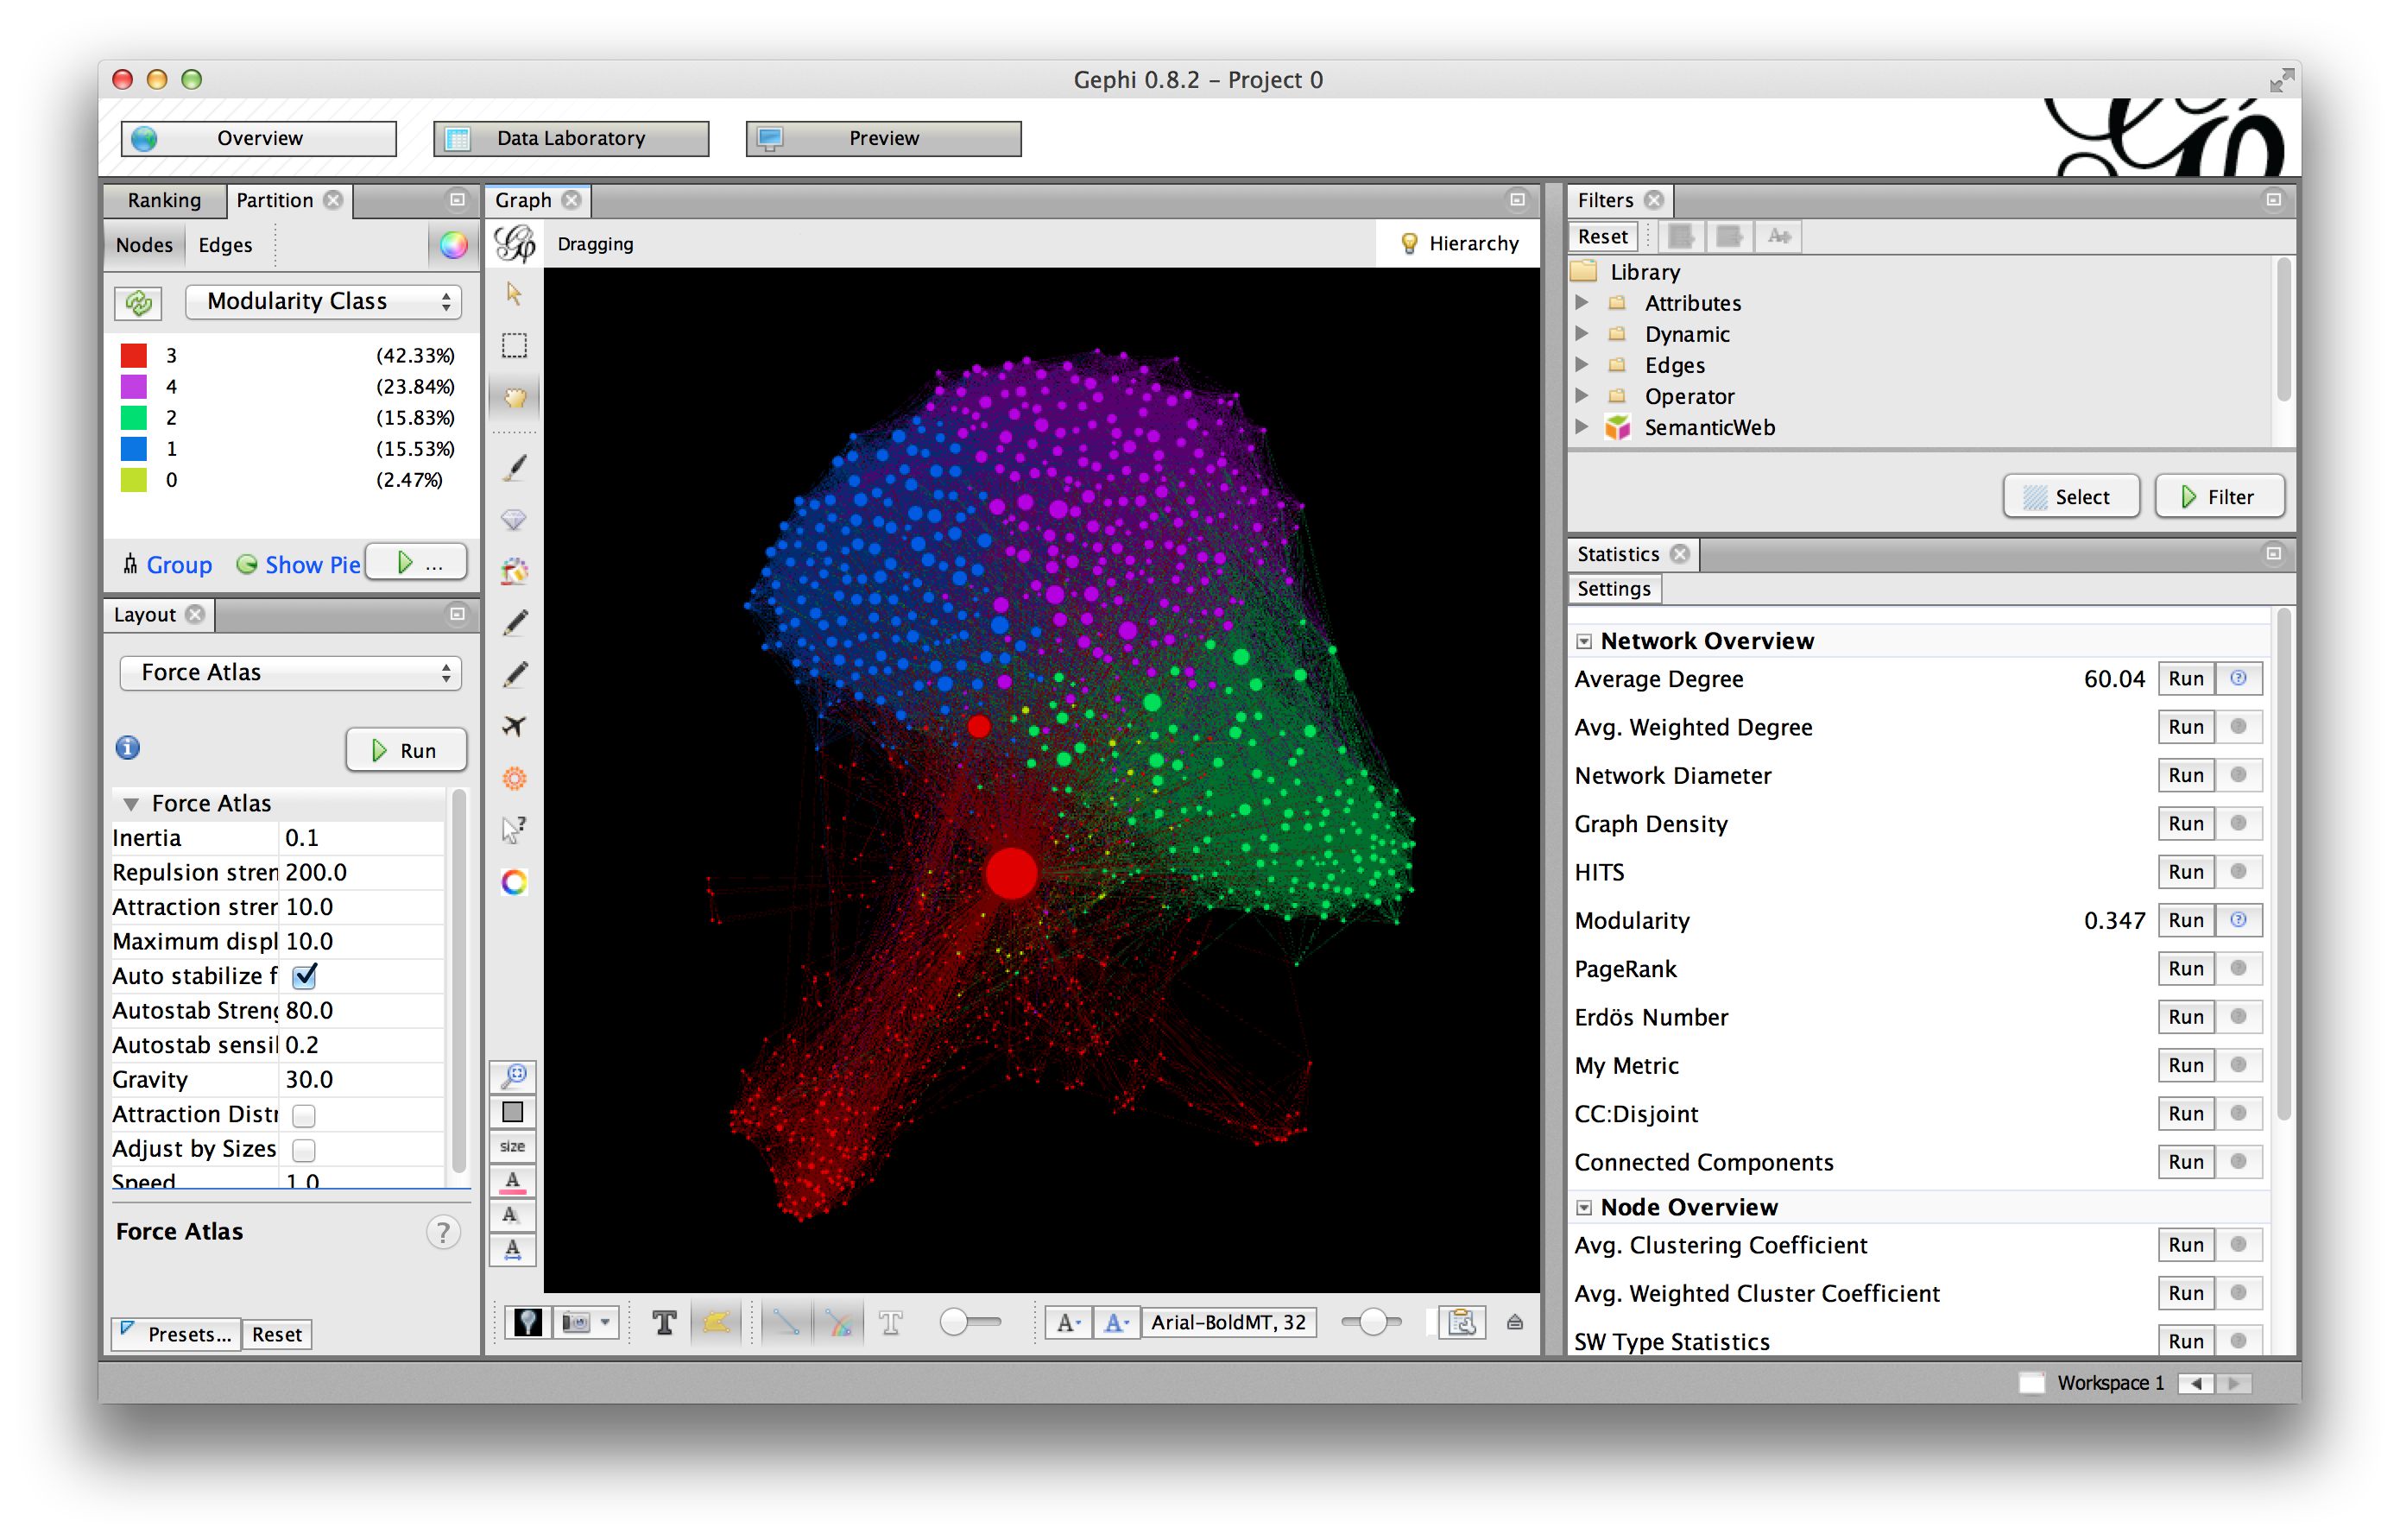 Gephi 0.8.2 – Project 0
Overview
Data Laboratory
Preview
Ranking
Partition
Nodes
Edges
Modularity Class
3 (42.33%)
4 (23.84%)
2 (15.83%)
1 (15.53%)
0 (2.47%)
Group
Show Pie
...
Layout
Force Atlas
Run
Force Atlas
Inertia 0.1
Repulsion stren 200.0
Attraction strer 10.0
Maximum displ 10.0
Auto stabilize f
Autostab Streng 80.0
Autostab sensil 0.2
Gravity 30.0
Attraction Distr
Adjust by Sizes
Speed 1.0
Force Atlas
Presets...
Reset
Graph
Dragging
Hierarchy
size
A
A
A
T
T
A
A
Arial-BoldMT, 32
Filters
Reset
Library
Attributes
Dynamic
Edges
Operator
SemanticWeb
Select
Filter
Statistics
Settings
Network Overview
Average Degree 60.04 Run
Avg. Weighted Degree Run
Network Diameter Run
Graph Density Run
HITS Run
Modularity 0.347 Run
PageRank Run
Erdös Number Run
My Metric Run
CC:Disjoint Run
Connected Components Run
Node Overview
Avg. Clustering Coefficient Run
Avg. Weighted Cluster Coefficient Run
SW Type Statistics Run
Workspace 1